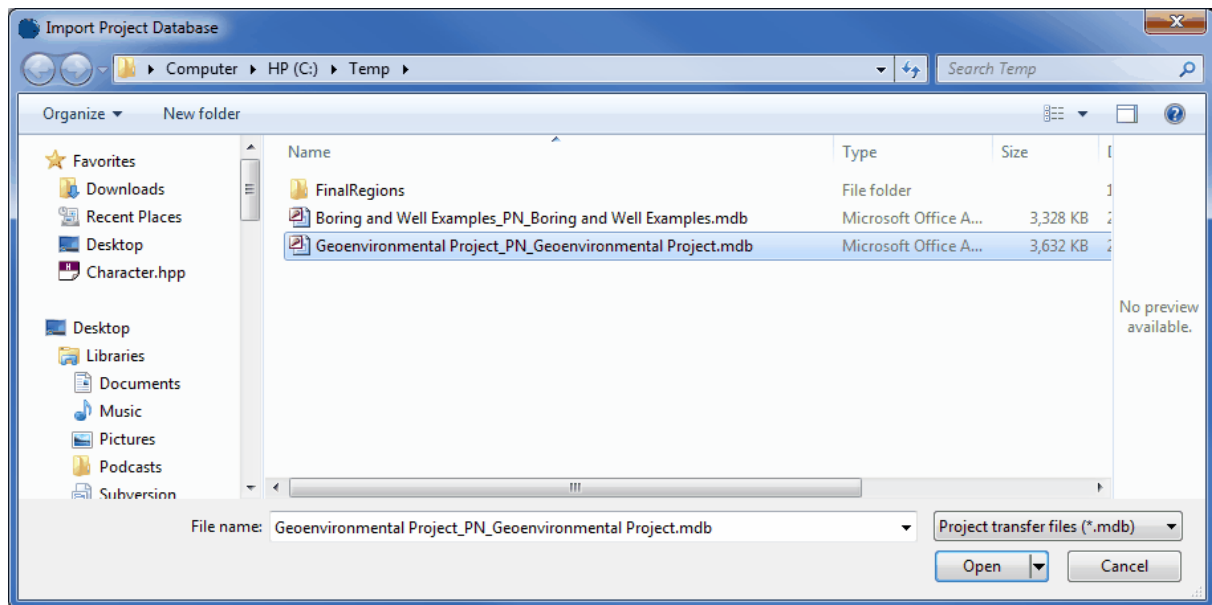 Import Project Database
Computer HP (C:) Temp
Search Temp
Organize New folder
Name Type Size
Favorites
Downloads
Recent Places
Desktop
Character.hpp
Desktop
Libraries
Documents
Music
Pictures
Podcasts
Subversion
FinalRegions File folder
Boring and Well Examples_PN_Boring and Well Examples.mdb Microsoft Office A... 3,328 KB
Geoenvironmental Project_PN_Geoenvironmental Project.mdb Microsoft Office A... 3,632 KB
No preview
available.
File name: Geoenvironmental Project_PN_Geoenvironmental Project.mdb Project transfer files (*.mdb)
Open Cancel